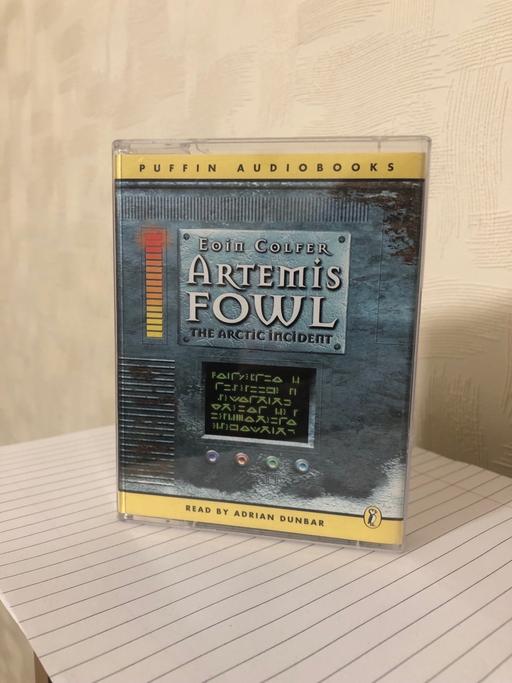 PUFFIN AUDIOBOOKS
EOIN COLFER
ARTEMIS
FOWL
THE ARCTIC INCIDENT
READ BY ADRIAN DUNBAR